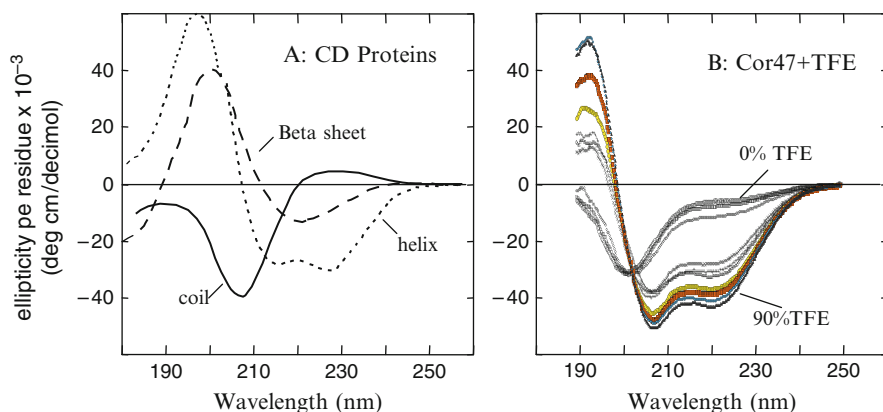 ellipticity pe residue x 10⁻³
(deg cm/decimol)
A: CD Proteins
40
20
0
−20
−40
Beta sheet
helix
coil
190 210 230 250
Wavelength (nm)
B: Cor47+TFE
40
20
0
−20
−40
0% TFE
90%TFE
190 210 230 250
Wavelength (nm)